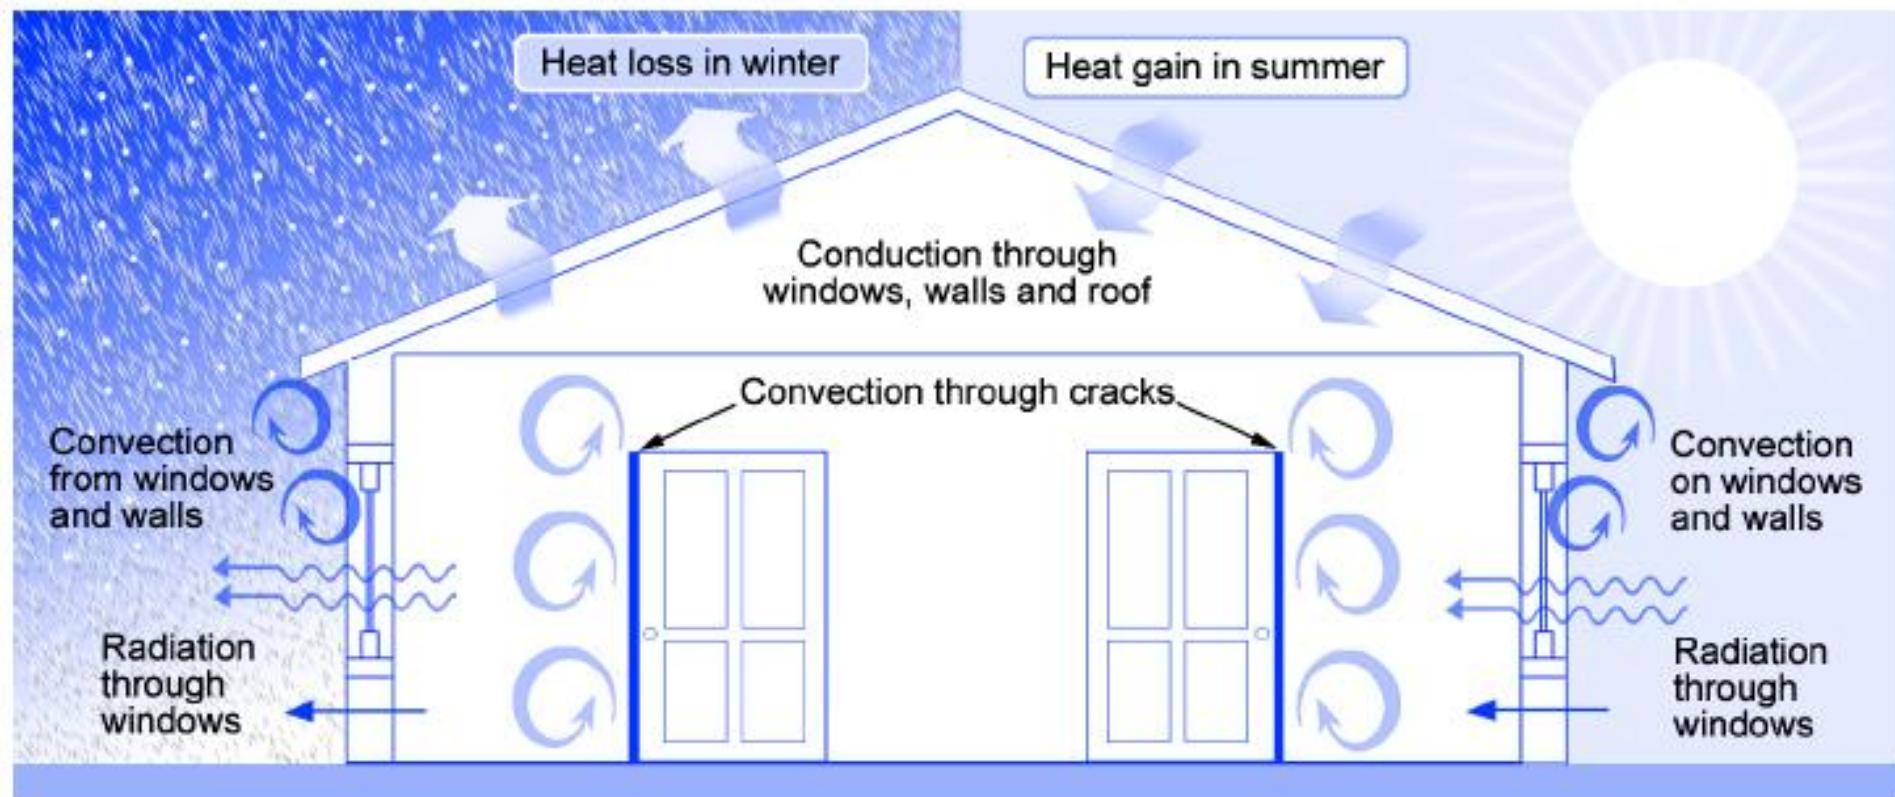 Heat loss in winter
Heat gain in summer
Conduction through
windows, walls and roof
Convection through cracks
Convection
from windows
and walls
Convection
on windows
and walls
Radiation
through
windows
Radiation
through
windows